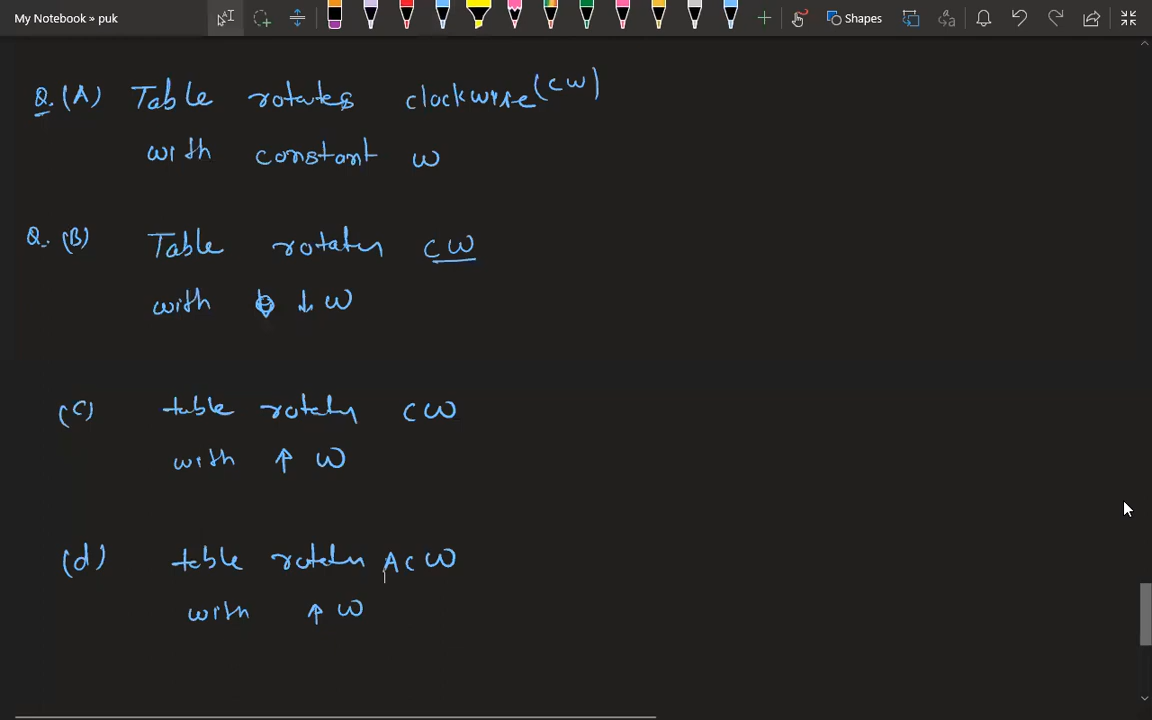 My Notebook » puk
Shapes
Q. (A) Table rotates clockwise (CW)
with constant ω
Q. (B) Table rotates CW
with ↓ ω
(C) table rotates CW
with ↑ ω
(d) table rotates ACW
with ↑ ω